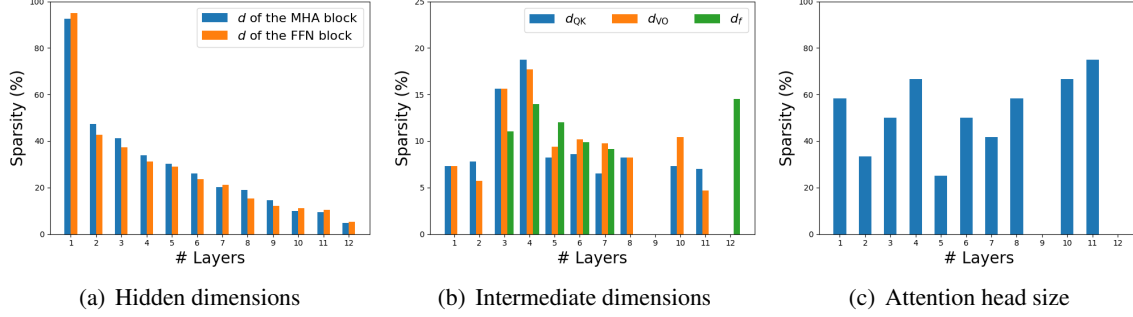 d of the MHA block
d of the FFN block
Sparsity (%)
100
80
60
40
20
0
1 2 3 4 5 6 7 8 9 10 11 12
# Layers
(a) Hidden dimensions
d_QK d_VO d_f
Sparsity (%)
25
20
15
10
5
0
1 2 3 4 5 6 7 8 9 10 11 12
# Layers
(b) Intermediate dimensions
Sparsity (%)
100
80
60
40
20
0
1 2 3 4 5 6 7 8 9 10 11 12
# Layers
(c) Attention head size